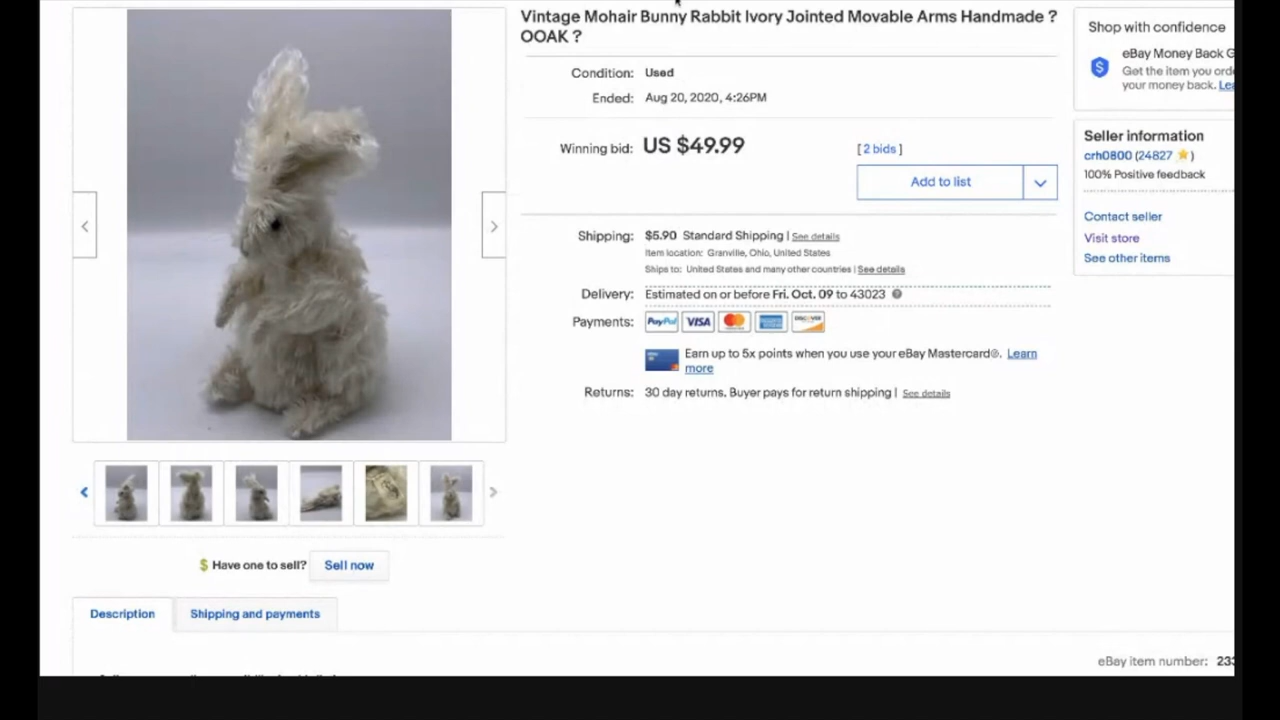 Vintage Mohair Bunny Rabbit Ivory Jointed Movable Arms Handmade ?
OOAK ?
Condition: Used
Ended: Aug 20, 2020, 4:26PM
Winning bid: US $49.99 [ 2 bids ]
Add to list
Shipping: $5.90 Standard Shipping | See details
Item location: Granville, Ohio, United States
Ships to: United States and many other countries | See details
Delivery: Estimated on or before Fri. Oct. 09 to 43023
Payments: PayPal VISA DISCOVER
Earn up to 5x points when you use your eBay Mastercard®. Learn
more
Returns: 30 day returns. Buyer pays for return shipping | See details
Shop with confidence
eBay Money Back G
Get the item you ord
your money back. Lea
Seller information
crh0800 (24827 )
100% Positive feedback
Contact seller
Visit store
See other items
$ Have one to sell? Sell now
Description Shipping and payments
eBay item number: 233